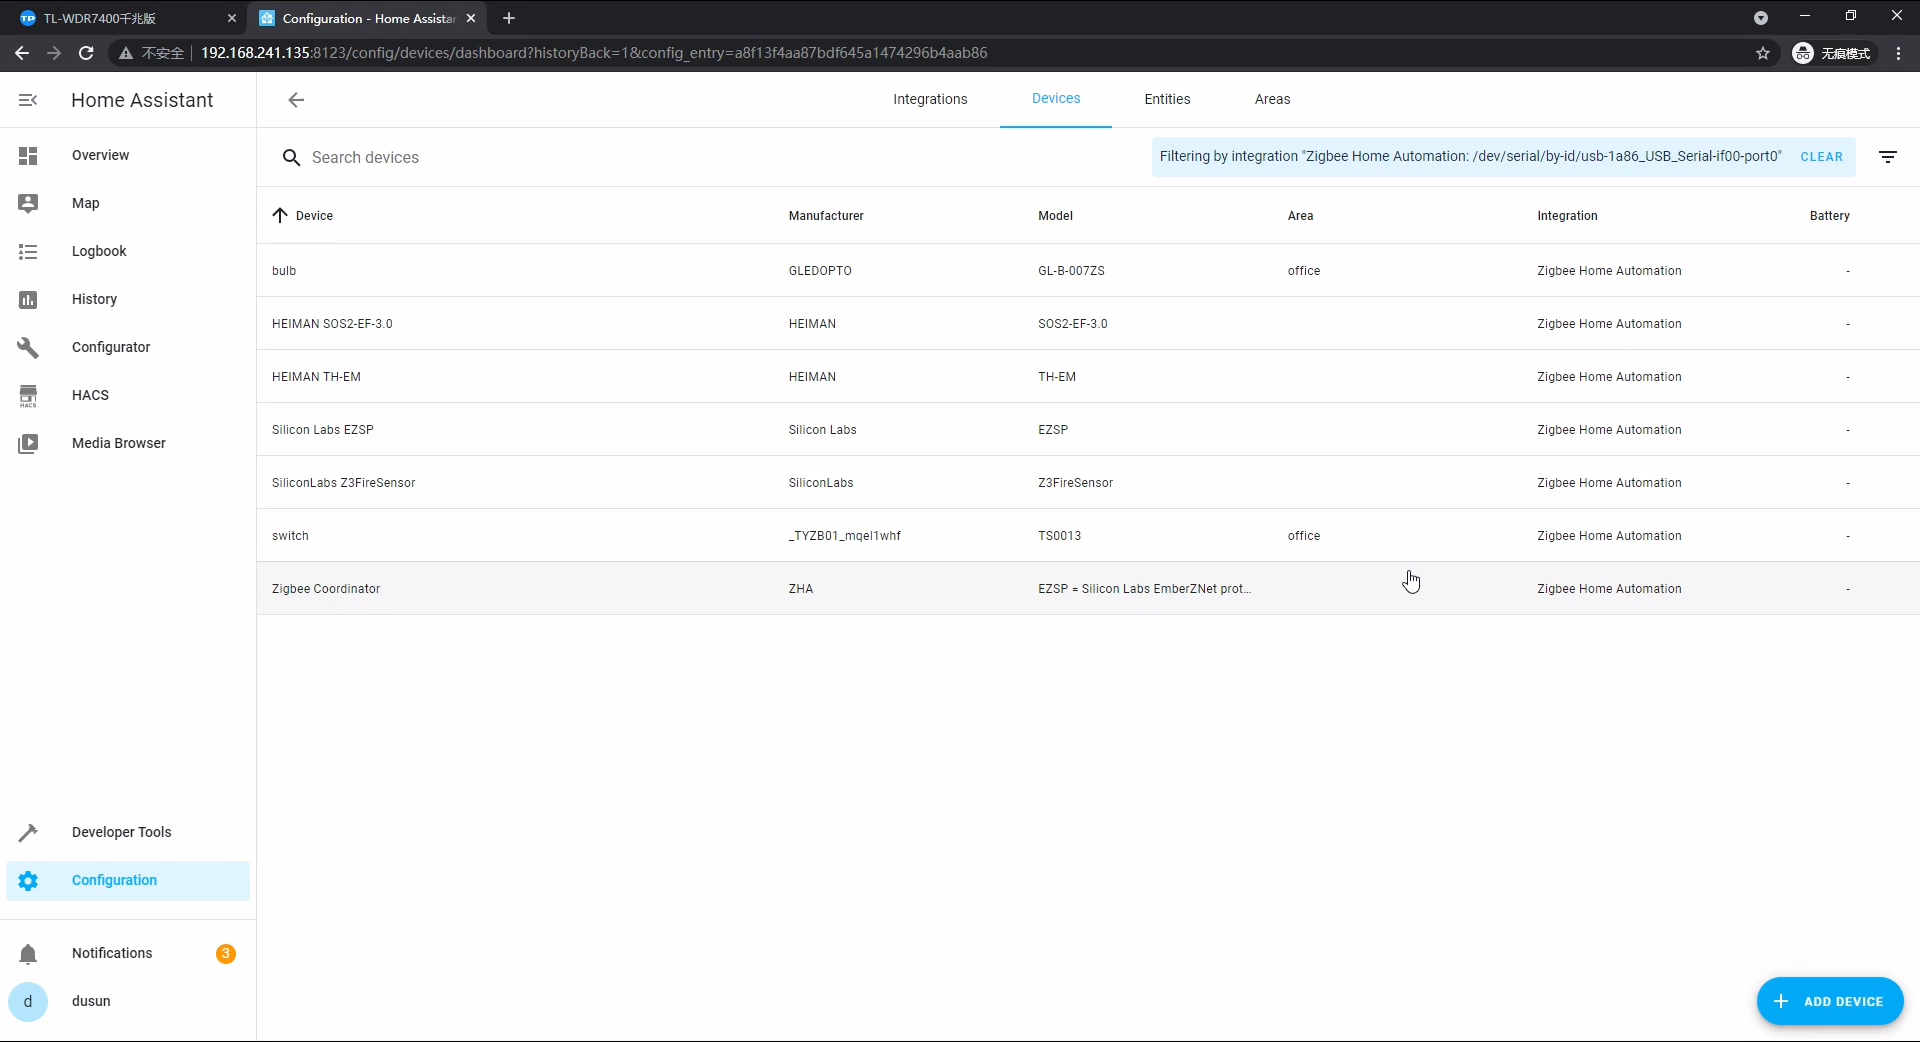 TL-WDR7400千兆版
Configuration - Home Assistar
不安全 192.168.241.135:8123/config/devices/dashboard?historyBack=1&config_entry=a8f13f4aa87bdf645a1474296b4aab86 无痕模式
Home Assistant
Integrations Devices Entities Areas
Overview
Map
Logbook
History
Configurator
HACS
Media Browser
Developer Tools
Configuration
Notifications 3
d dusun
Search devices
Filtering by integration "Zigbee Home Automation: /dev/serial/by-id/usb-1a86_USB_Serial-if00-port0" CLEAR
Device Manufacturer Model Area Integration Battery
bulb GLEDOPTO GL-B-007ZS office Zigbee Home Automation -
HEIMAN SOS2-EF-3.0 HEIMAN SOS2-EF-3.0 Zigbee Home Automation -
HEIMAN TH-EM HEIMAN TH-EM Zigbee Home Automation -
Silicon Labs EZSP Silicon Labs EZSP Zigbee Home Automation -
SiliconLabs Z3FireSensor SiliconLabs Z3FireSensor Zigbee Home Automation -
switch _TYZB01_mqel1whf TS0013 office Zigbee Home Automation -
Zigbee Coordinator ZHA EZSP = Silicon Labs EmberZNet prot... Zigbee Home Automation -
ADD DEVICE